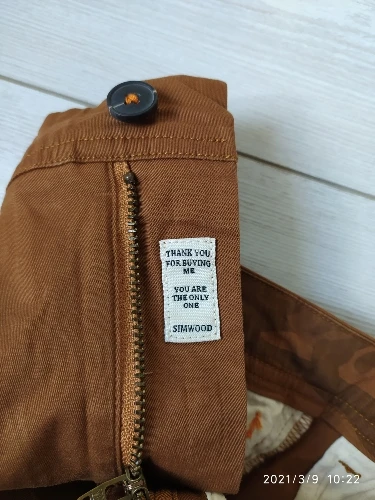 THANK YOU
FOR BUYING
ME
YOU ARE
THE ONLY
ONE
SIMWOOD
2021/3/9 10:22